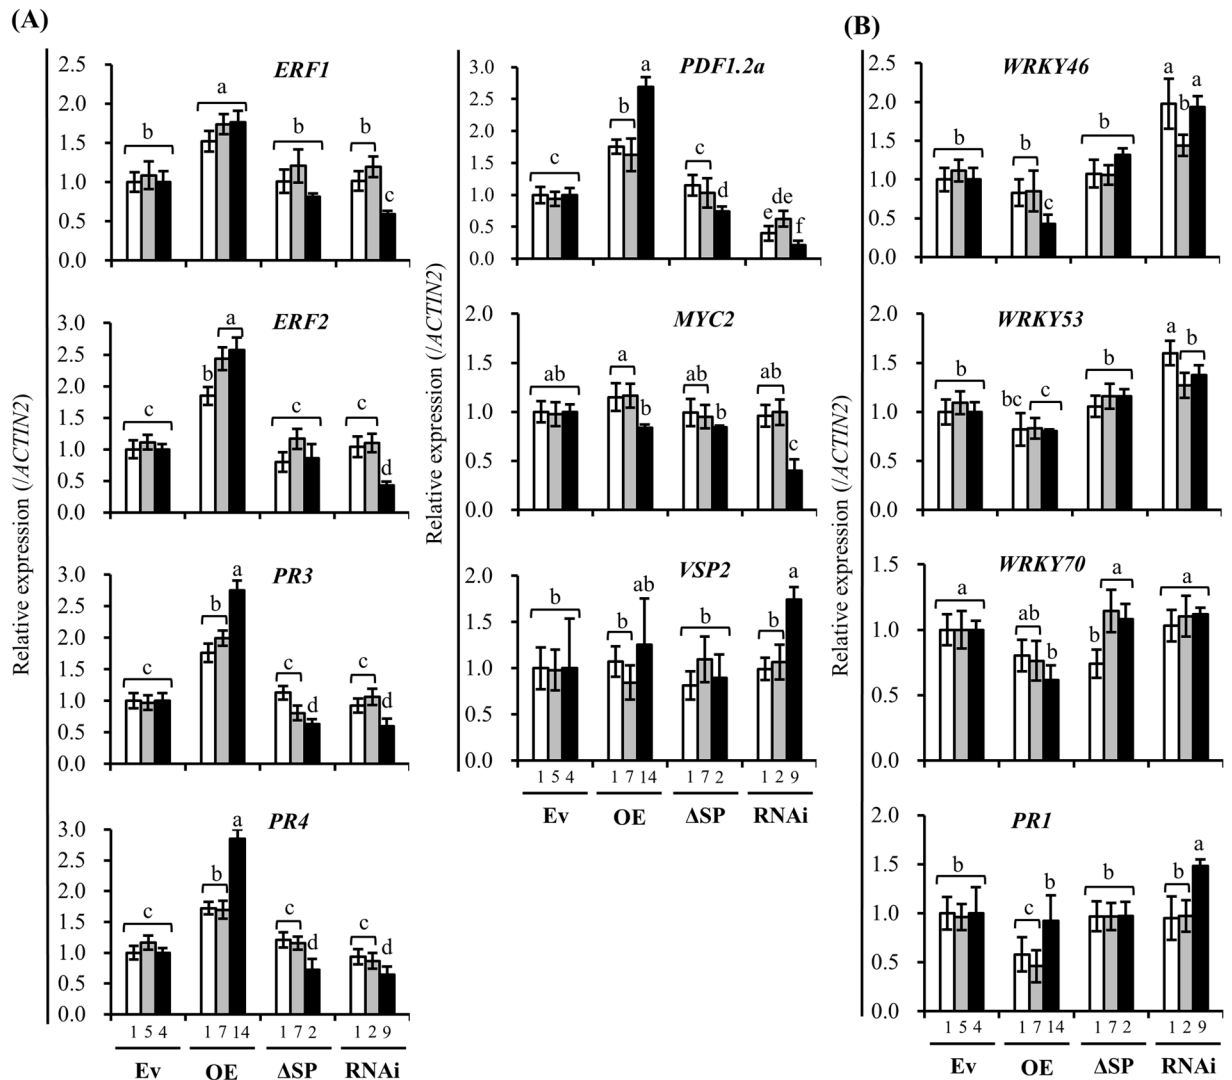 (A)
Relative expression (/ACTIN2)
ERF1
2.5
2.0
1.5
1.0
0.5
0.0
b
a
b
b
c
ERF2
3.0
2.5
2.0
1.5
1.0
0.5
0.0
c
b
a
c
c
d
PR3
3.0
2.5
2.0
1.5
1.0
0.5
0.0
c
b
a
c
d
c
d
PR4
3.0
2.5
2.0
1.5
1.0
0.5
0.0
c
b
a
c
d
c
d
1 5 4 1 7 14 1 7 2 1 2 9
Ev OE ΔSP RNAi
Relative expression (/ACTIN2)
PDF1.2a
3.0
2.5
2.0
1.5
1.0
0.5
0.0
c
b
a
c
d
e
de
f
MYC2
2.0
1.5
1.0
0.5
0.0
ab
a
b
ab
b
ab
c
VSP2
2.0
1.5
1.0
0.5
0.0
b
b
ab
b
b
a
1 5 4 1 7 14 1 7 2 1 2 9
Ev OE ΔSP RNAi
(B)
Relative expression (/ACTIN2)
WRKY46
2.5
2.0
1.5
1.0
0.5
0.0
b
b
c
b
a
b
a
WRKY53
2.0
1.5
1.0
0.5
0.0
b
bc
c
b
a
b
WRKY70
1.5
1.0
0.5
0.0
a
ab
b
b
a
a
PR1
2.0
1.5
1.0
0.5
0.0
b
c
b
b
b
a
1 5 4 1 7 14 1 7 2 1 2 9
Ev OE ΔSP RNAi